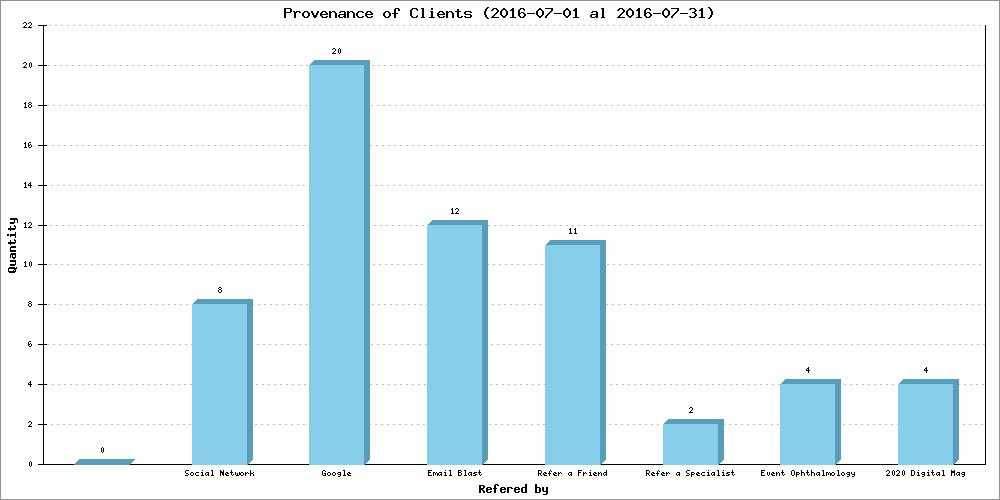 Provenance of Clients (2016-07-01 al 2016-07-31)
Quantity
22
20
18
16
14
12
10
8
6
4
2
0
0
8
20
12
11
2
4
4
Social Network
Google
Email Blast
Refer a Friend
Refer a Specialist
Event Ophthalmology
2020 Digital Mag
Refered by